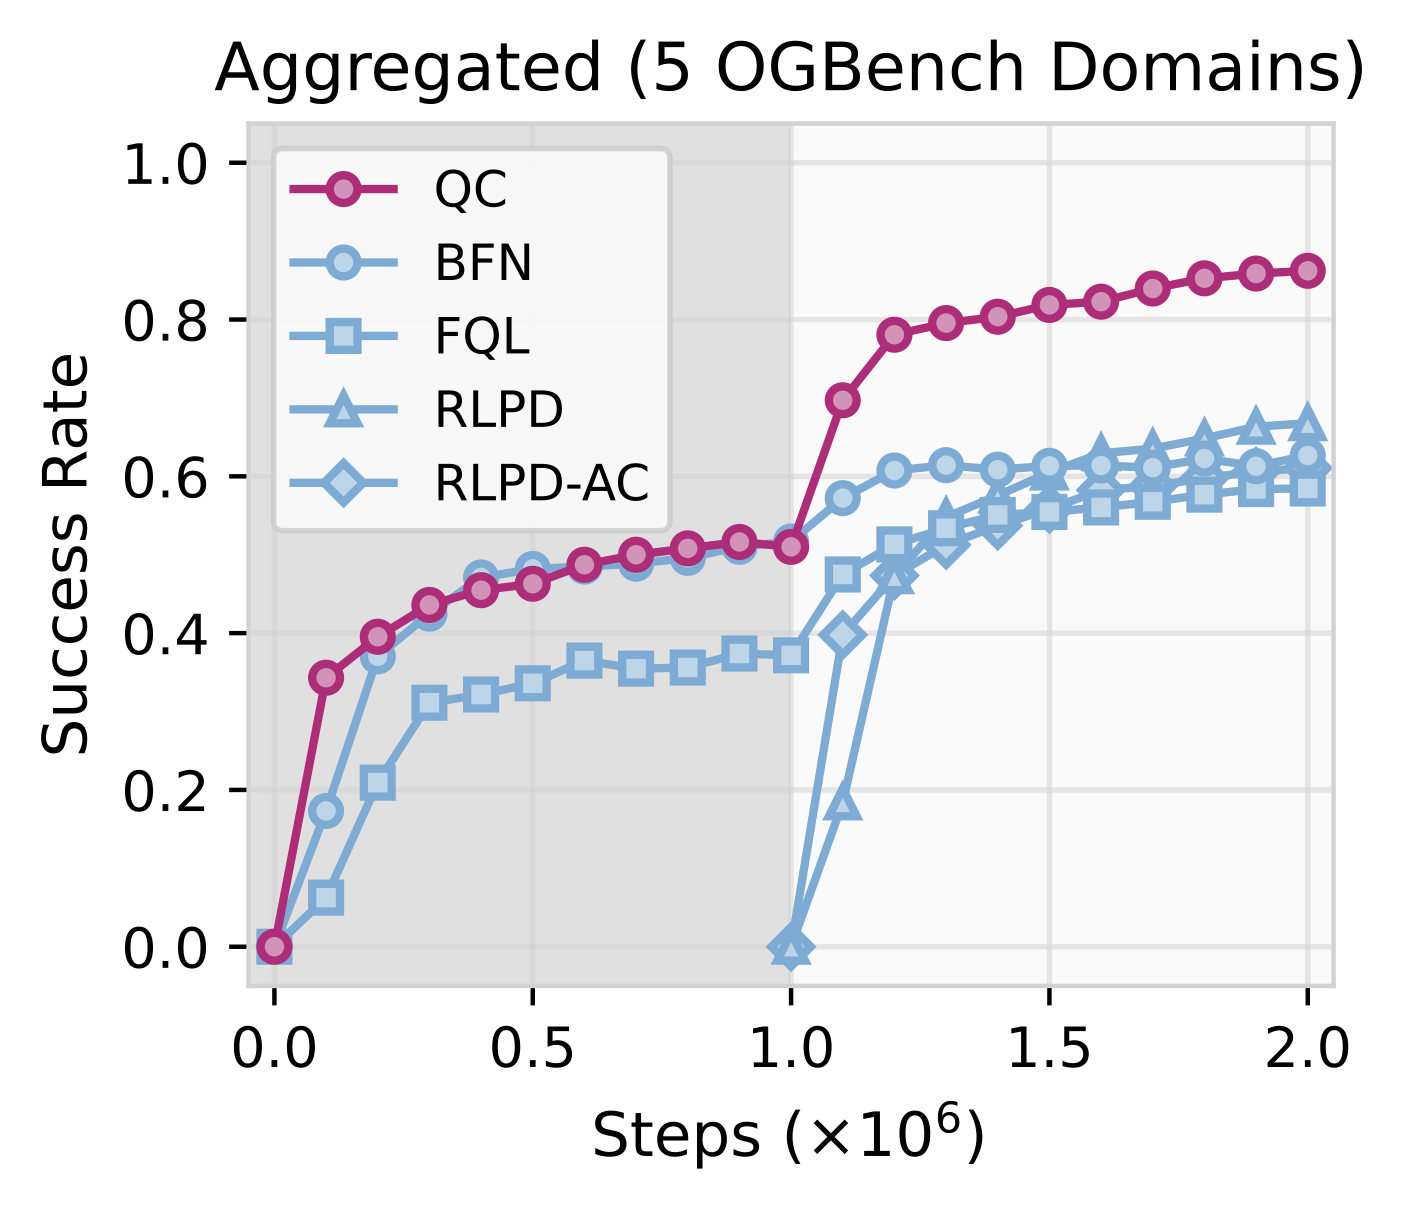 Aggregated (5 OGBench Domains)
1.0
0.8
0.6
0.4
0.2
0.0
Success Rate
QC
BFN
FQL
RLPD
RLPD-AC
0.0 0.5 1.0 1.5 2.0
Steps (×10⁶)